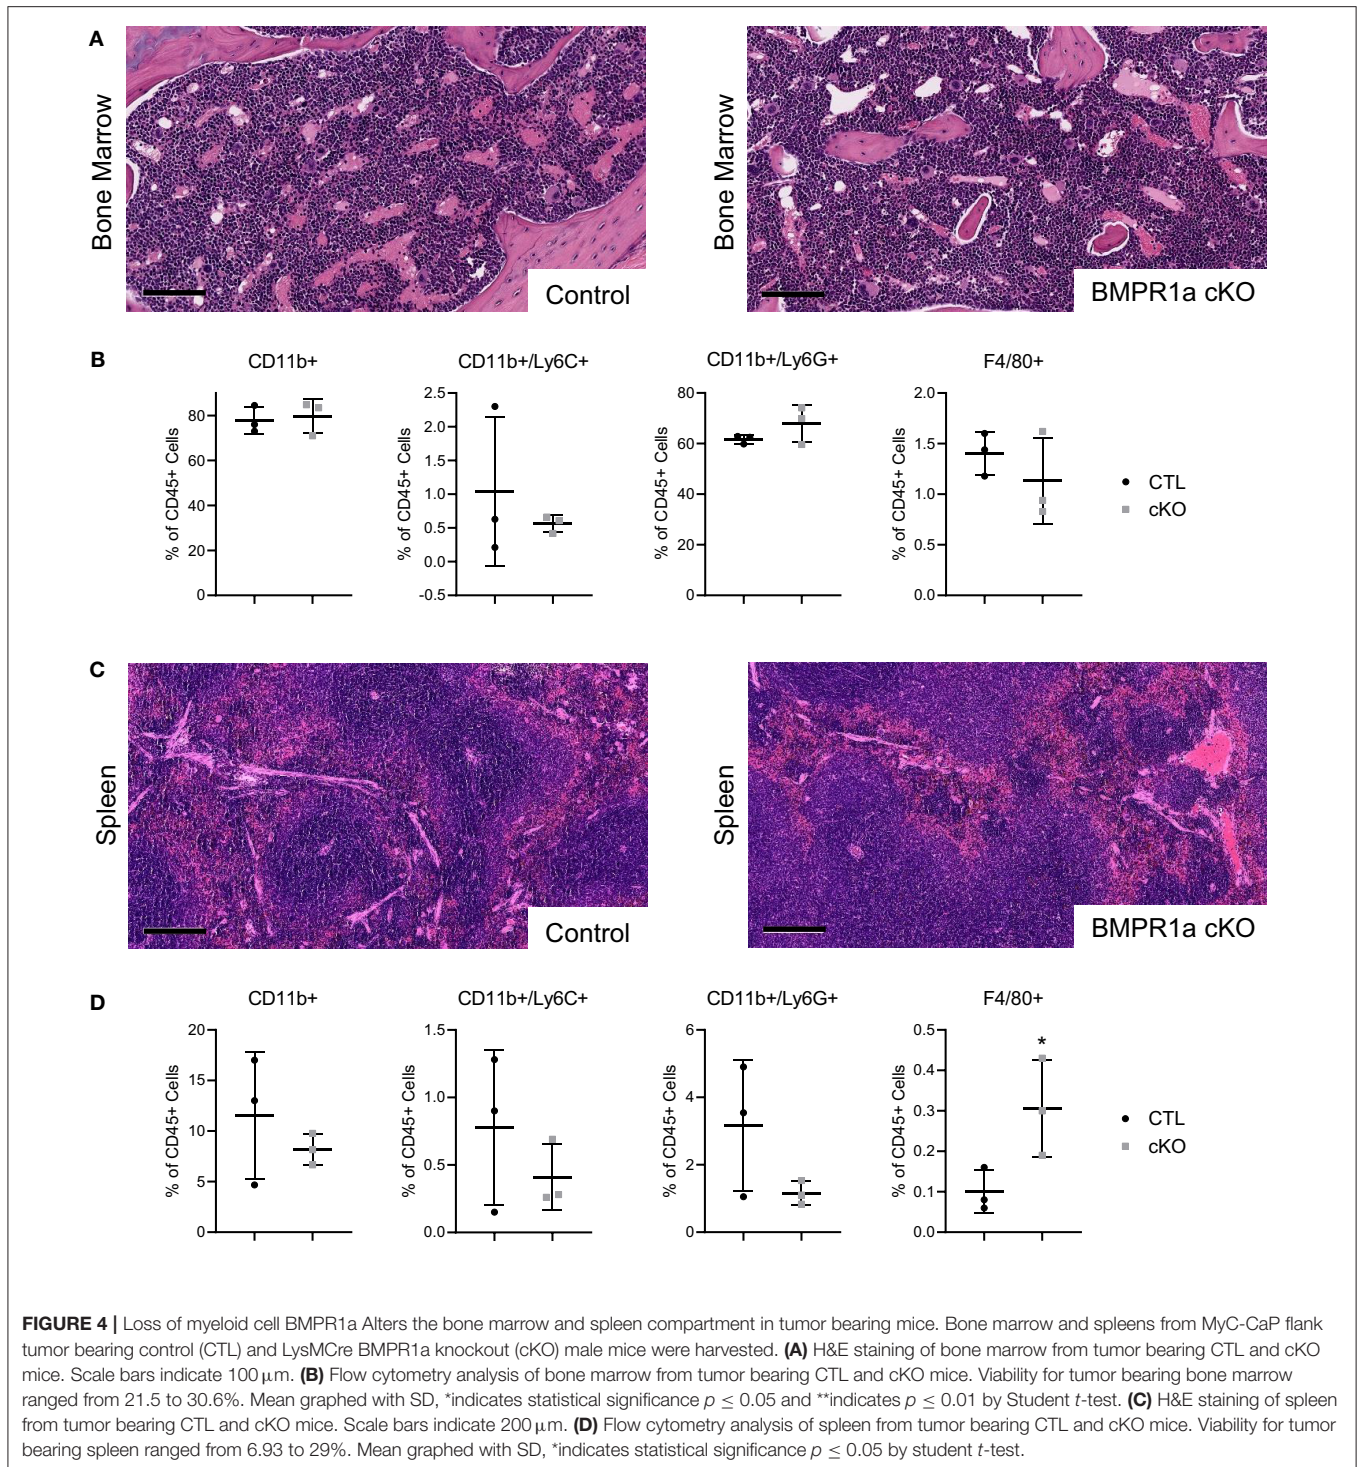 A
Bone Marrow
Control
Bone Marrow
BMPR1a cKO
B
CD11b+
CD11b+/Ly6C+
CD11b+/Ly6G+
F4/80+
% of CD45+ Cells
80
60
40
20
0
% of CD45+ Cells
2.5
2.0
1.5
1.0
0.5
0.0
-0.5
% of CD45+ Cells
80
60
40
20
0
% of CD45+ Cells
2.0
1.5
1.0
0.5
0.0
CTL
cKO
C
Spleen
Control
Spleen
BMPR1a cKO
D
CD11b+
CD11b+/Ly6C+
CD11b+/Ly6G+
F4/80+
% of CD45+ Cells
20
15
10
5
0
% of CD45+ Cells
1.5
1.0
0.5
0.0
% of CD45+ Cells
6
4
2
0
% of CD45+ Cells
0.5
0.4
0.3
0.2
0.1
0.0
*
CTL
cKO
FIGURE 4 | Loss of myeloid cell BMPR1a Alters the bone marrow and spleen compartment in tumor bearing mice. Bone marrow and spleens from MyC-CaP flank
tumor bearing control (CTL) and LysMCre BMPR1a knockout (cKO) male mice were harvested. (A) H&E staining of bone marrow from tumor bearing CTL and cKO
mice. Scale bars indicate 100 μm. (B) Flow cytometry analysis of bone marrow from tumor bearing CTL and cKO mice. Viability for tumor bearing bone marrow
ranged from 21.5 to 30.6%. Mean graphed with SD, *indicates statistical significance p ≤ 0.05 and **indicates p ≤ 0.01 by Student t-test. (C) H&E staining of spleen
from tumor bearing CTL and cKO mice. Scale bars indicate 200 μm. (D) Flow cytometry analysis of spleen from tumor bearing CTL and cKO mice. Viability for tumor
bearing spleen ranged from 6.93 to 29%. Mean graphed with SD, *indicates statistical significance p ≤ 0.05 by student t-test.